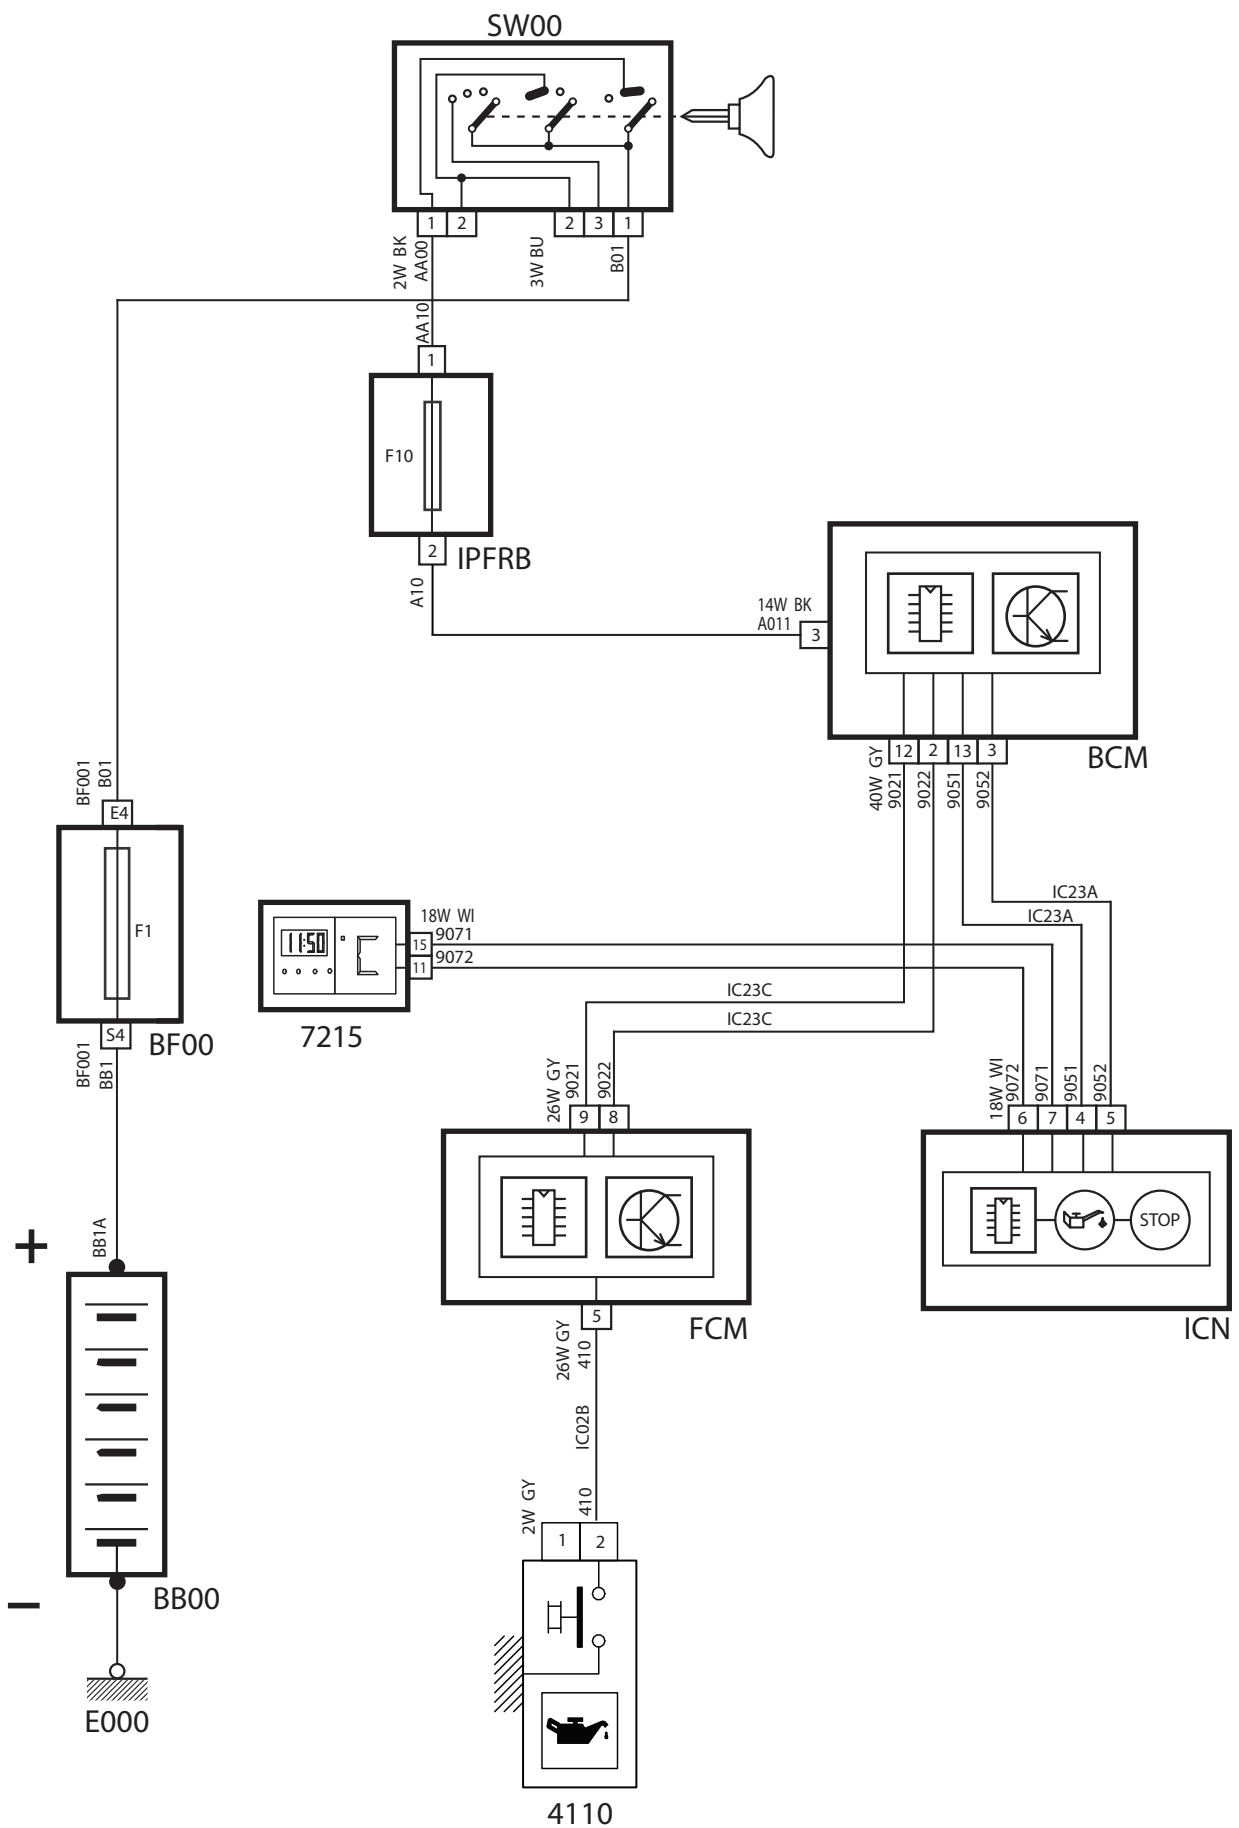 SW00
1 2 2 3 1
2W BK
AA00
3W BU
B01
AA10
1
F10
2
IPFRB
A10
14W BK
A011
3
BCM
12 2 13 3
40W GY
9021
9022
9051
9052
BF001
B01
E4
F1
S4
BF00
BF001
BB1
IC23A
IC23A
18W WI
15
9071
11
9072
11:50
7215
IC23C
IC23C
26W GY
9021
9022
9 8
18W WI
9072
9071
9051
9052
6 7 4 5
STOP
ICN
FCM
5
26W GY
410
IC02B
BB1A
+
BB00
–
E000
2W GY
410
1 2
4110